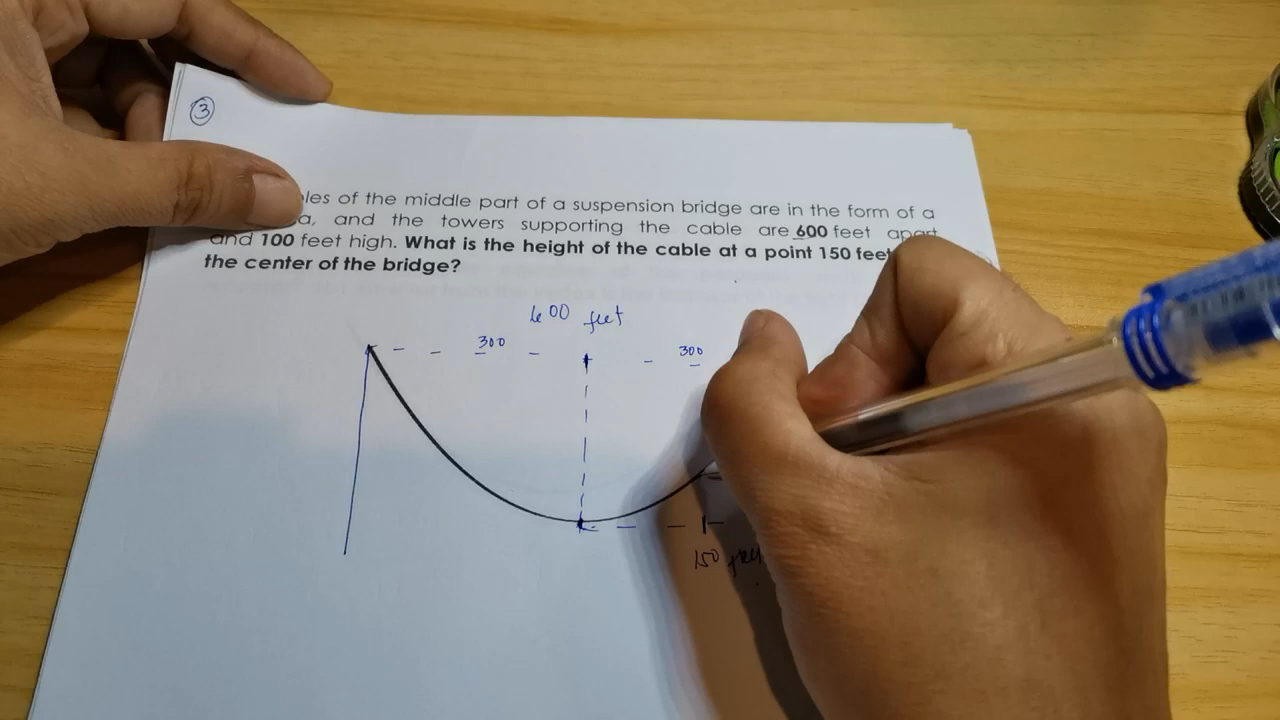 3
of the middle part of a suspension bridge are in the form of a
and the towers supporting the cable are 600 feet apart
and 100 feet high. What is the height of the cable at a point 150 feet
the center of the bridge?
600 feet
300 300
150 feet